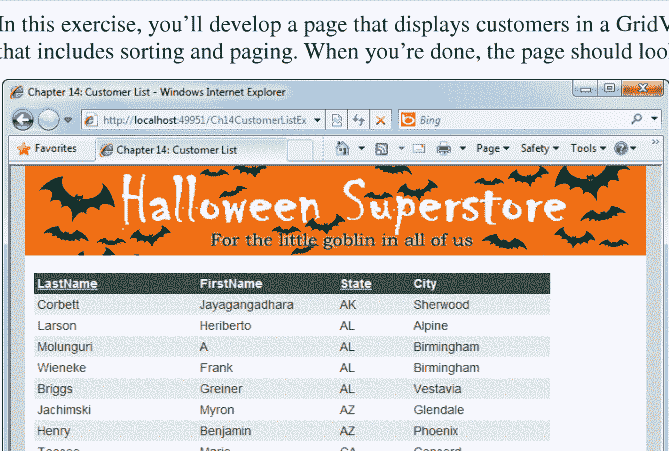 In this exercise, you'll develop a page that displays customers in a GridV
that includes sorting and paging. When you're done, the page should loo
Chapter 14: Customer List - Windows Internet Explorer
http://localhost:49951/Ch14CustomerListEx
Bing
Favorites Chapter 14: Customer List Page Safety Tools
Halloween Superstore
For the little goblin in all of us
LastName FirstName State City
Corbett Jayagangadhara AK Sherwood
Larson Heriberto AL Alpine
Molunguri A AL Birmingham
Wieneke Frank AL Birmingham
Briggs Greiner AL Vestavia
Jachimski Myron AZ Glendale
Henry Benjamin AZ Phoenix